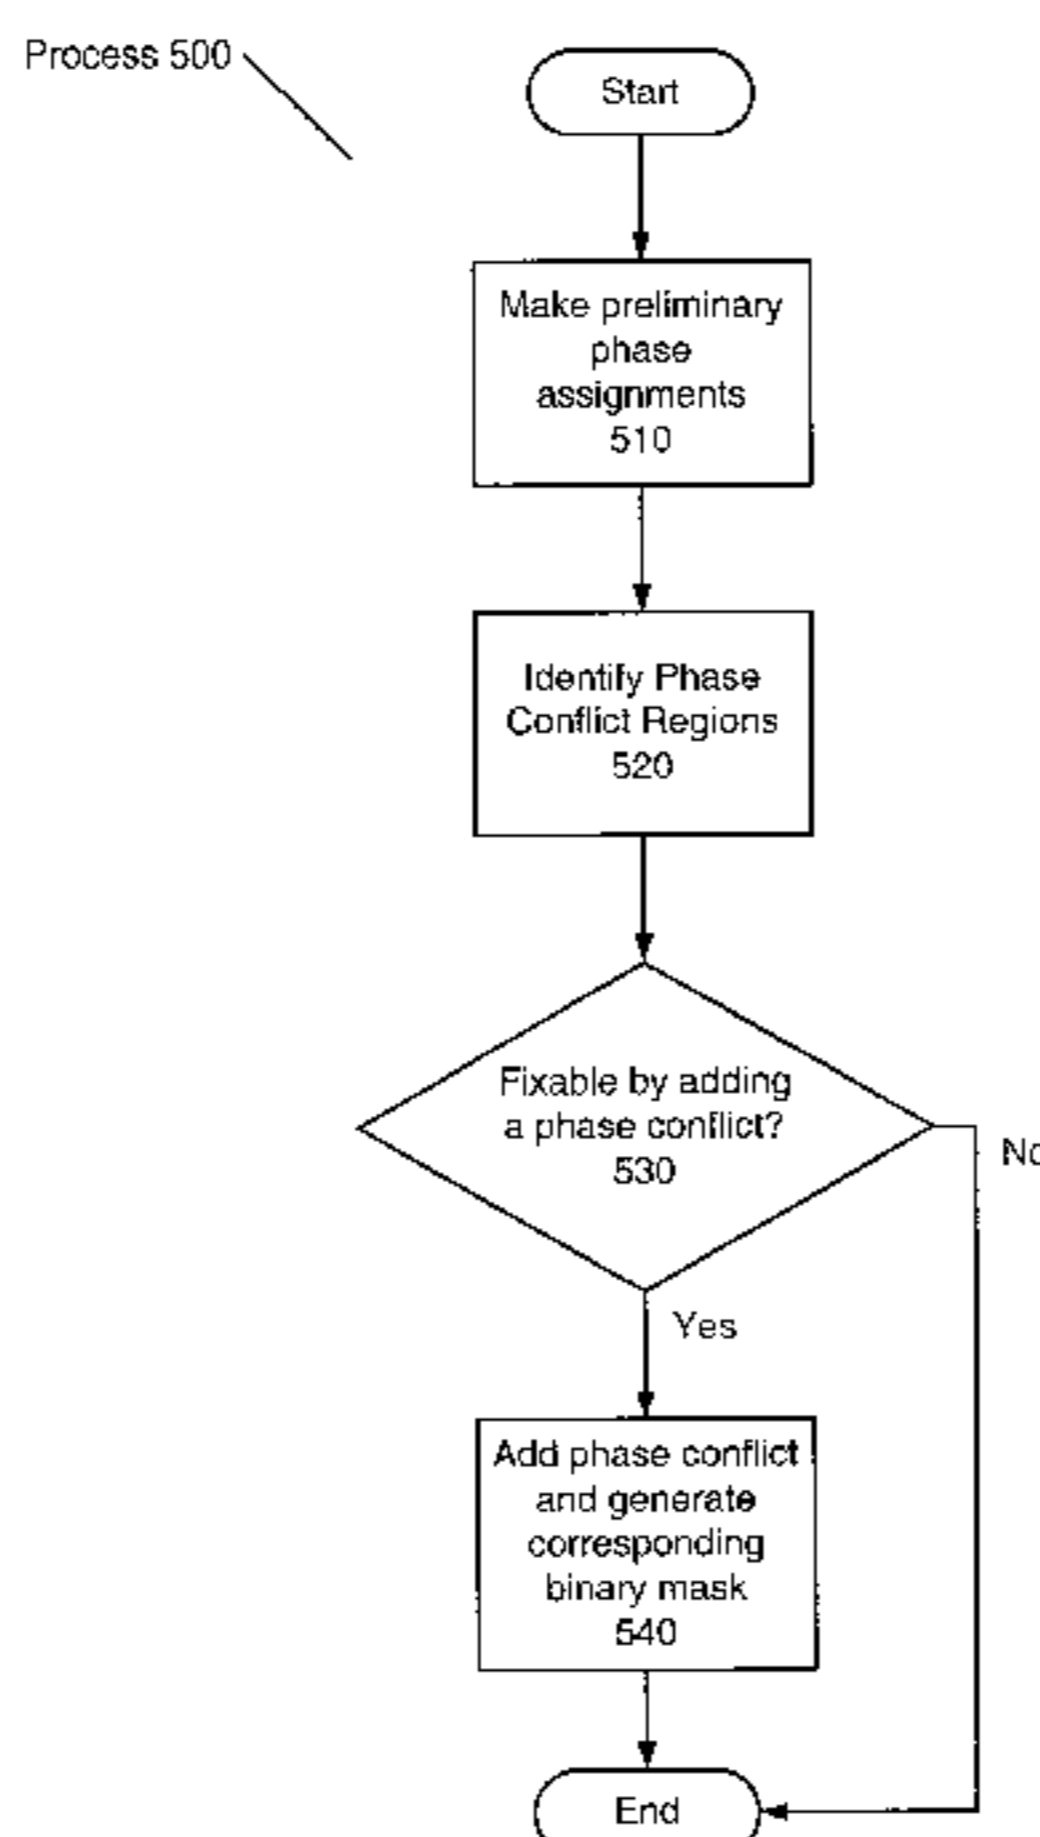 Process 500
Start
Make preliminary
phase
assignments
510
Identify Phase
Conflict Regions
520
Fixable by adding
a phase conflict?
530
No
Yes
Add phase conflict
and generate
corresponding
binary mask
540
End